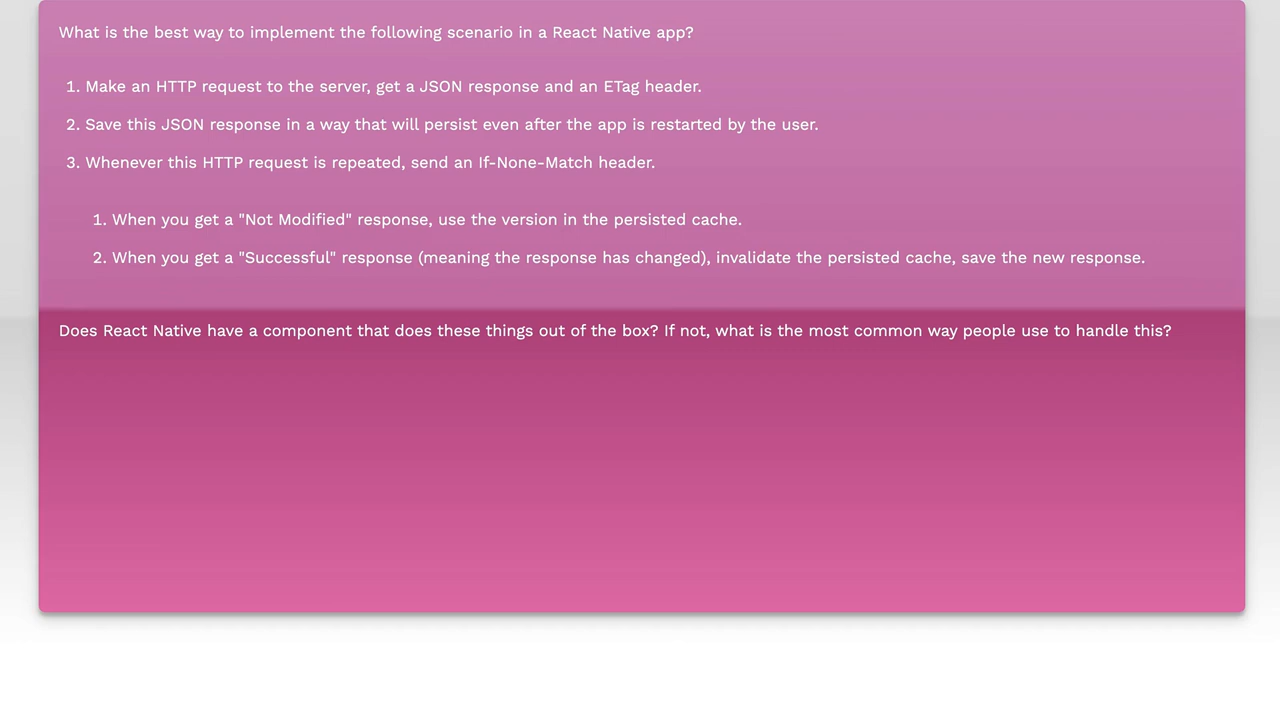 What is the best way to implement the following scenario in a React Native app?
1. Make an HTTP request to the server, get a JSON response and an ETag header.
2. Save this JSON response in a way that will persist even after the app is restarted by the user.
3. Whenever this HTTP request is repeated, send an If-None-Match header.
1. When you get a "Not Modified" response, use the version in the persisted cache.
2. When you get a "Successful" response (meaning the response has changed), invalidate the persisted cache, save the new response.
Does React Native have a component that does these things out of the box? If not, what is the most common way people use to handle this?